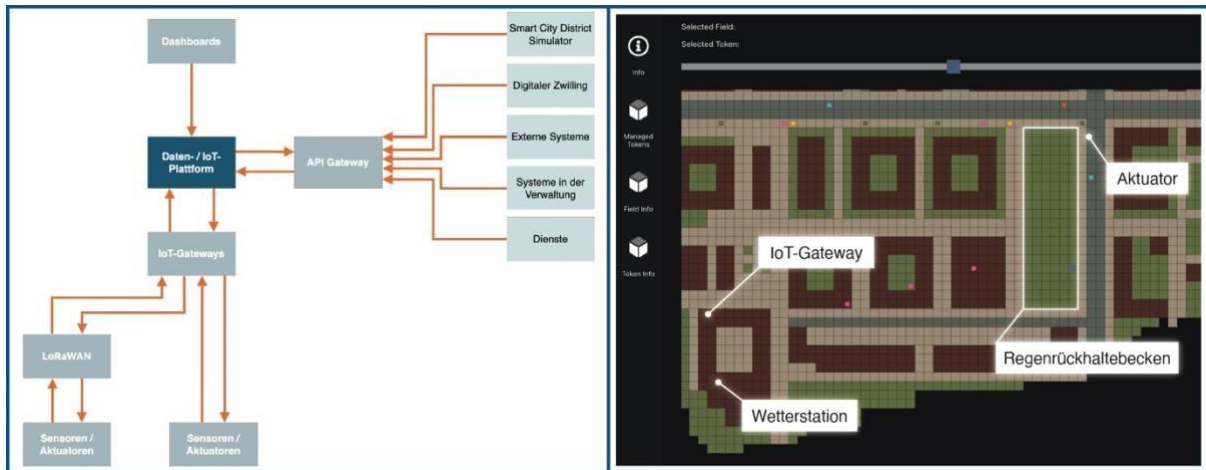 Dashboards
Daten- / IoT-
Plattform
API Gateway
IoT-Gateways
LoRaWAN
Sensoren /
Aktuatoren
Sensoren /
Aktuatoren
Smart City District
Simulator
Digitaler Zwilling
Externe Systeme
Systeme in der
Verwaltung
Dienste
Selected Field:
Selected Token:
Info
Managed
Tokens
Field Info
Token Info
Aktuator
IoT-Gateway
Regenrückhaltebecken
Wetterstation